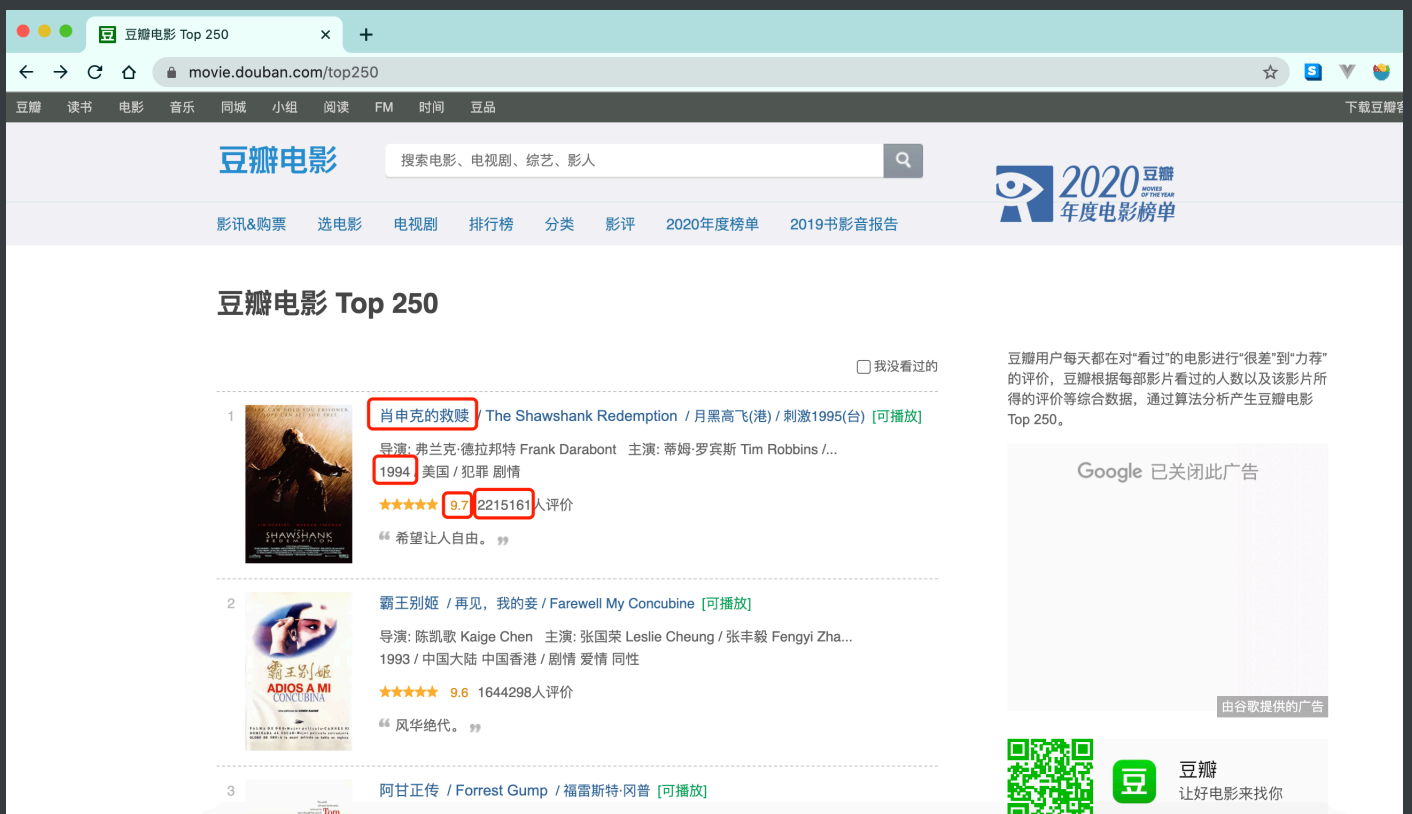 豆瓣电影 Top 250
movie.douban.com/top250
豆瓣 读书 电影 音乐 同城 小组 阅读 FM 时间 豆品 下载豆瓣客
豆瓣电影
搜索电影、电视剧、综艺、影人
2020 豆瓣
MOVIES OF THE YEAR
年度电影榜单
影讯&购票 选电影 电视剧 排行榜 分类 影评 2020年度榜单 2019书影音报告
豆瓣电影 Top 250
我没看过的
1
肖申克的救赎 / The Shawshank Redemption / 月黑高飞(港) / 刺激1995(台) [可播放]
导演: 弗兰克·德拉邦特 Frank Darabont 主演: 蒂姆·罗宾斯 Tim Robbins /...
1994 / 美国 / 犯罪 剧情
9.7 2215161人评价
希望让人自由。
THE
SHAWSHANK
REDEMPTION
2
霸王别姬 / 再见，我的妾 / Farewell My Concubine [可播放]
导演: 陈凯歌 Kaige Chen 主演: 张国荣 Leslie Cheung / 张丰毅 Fengyi Zha...
1993 / 中国大陆 中国香港 / 剧情 爱情 同性
9.6 1644298人评价
风华绝代。
霸王别姬
ADIOS A MI
CONCUBINA
3
阿甘正传 / Forrest Gump / 福雷斯特·冈普 [可播放]
Tom
豆瓣用户每天都在对“看过”的电影进行“很差”到“力荐”
的评价，豆瓣根据每部影片看过的人数以及该影片所
得的评价等综合数据，通过算法分析产生豆瓣电影
Top 250。
Google 已关闭此广告
由谷歌提供的广告
豆
豆瓣
让好电影来找你